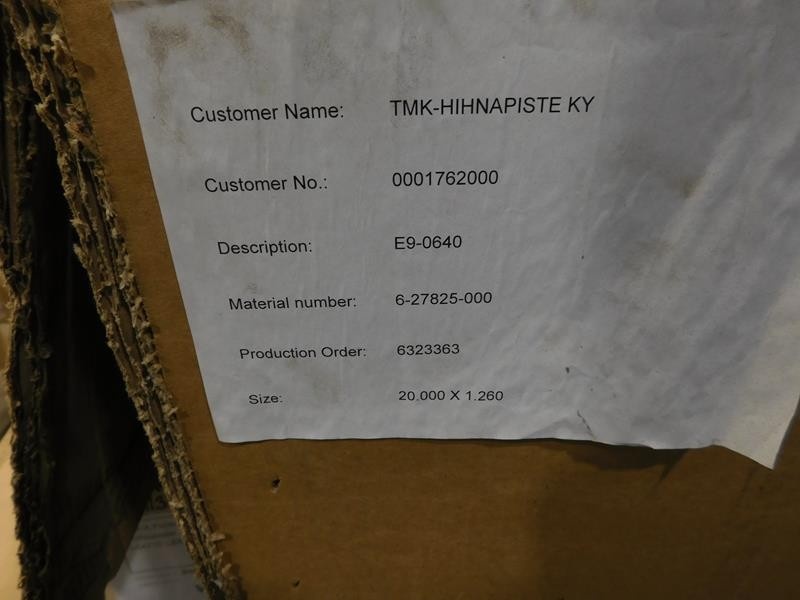 Customer Name: TMK-HIHNAPISTE KY
Customer No.: 0001762000
Description: E9-0640
Material number: 6-27825-000
Production Order: 6323363
Size: 20.000 X 1.260